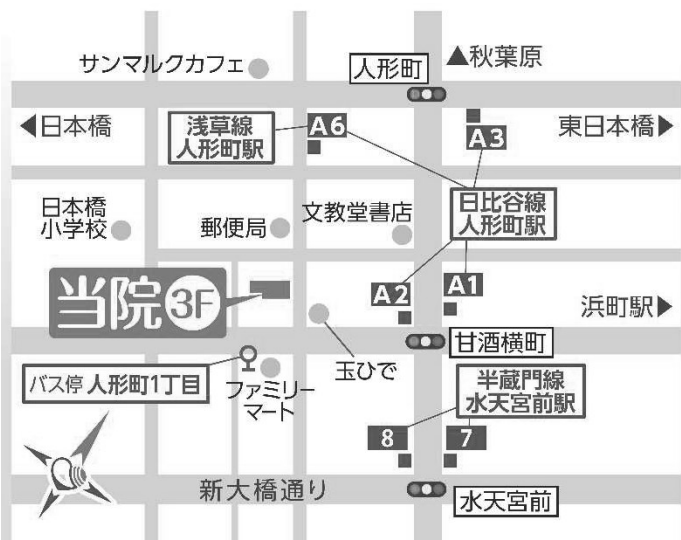 サンマルクカフェ
人形町
▲秋葉原
◀日本橋
浅草線
人形町駅
A6
A3
東日本橋▶
日本橋
小学校
郵便局
文教堂書店
日比谷線
人形町駅
当院3F
A2
A1
浜町駅▶
玉ひで
甘酒横町
バス停 人形町1丁目
ファミリー
マート
半蔵門線
水天宮前駅
8
7
新大橋通り
水天宮前